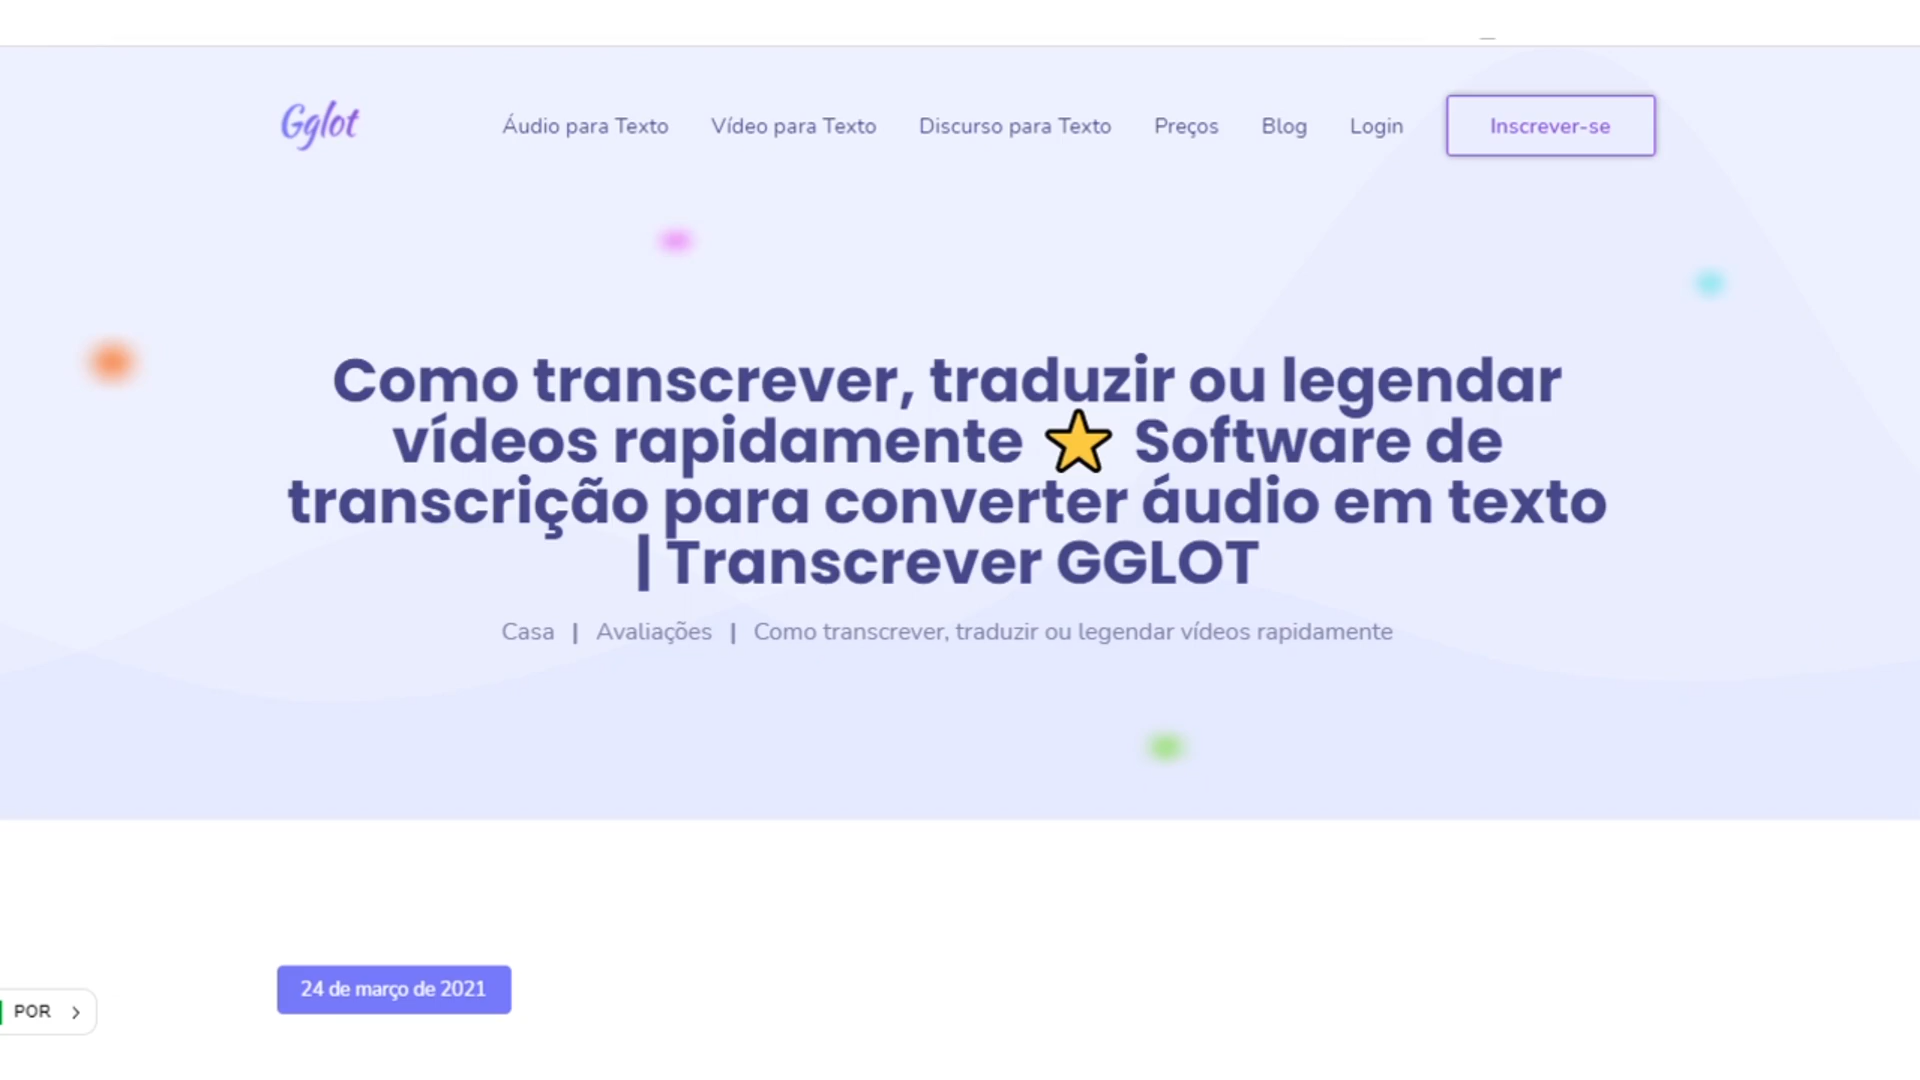 Gglot
Áudio para Texto
Vídeo para Texto
Discurso para Texto
Preços
Blog
Login
Inscrever-se
Como transcrever, traduzir ou legendar
vídeos rapidamente ⭐ Software de
transcrição para converter áudio em texto
| Transcrever GGLOT
Casa | Avaliações | Como transcrever, traduzir ou legendar vídeos rapidamente
24 de março de 2021
POR